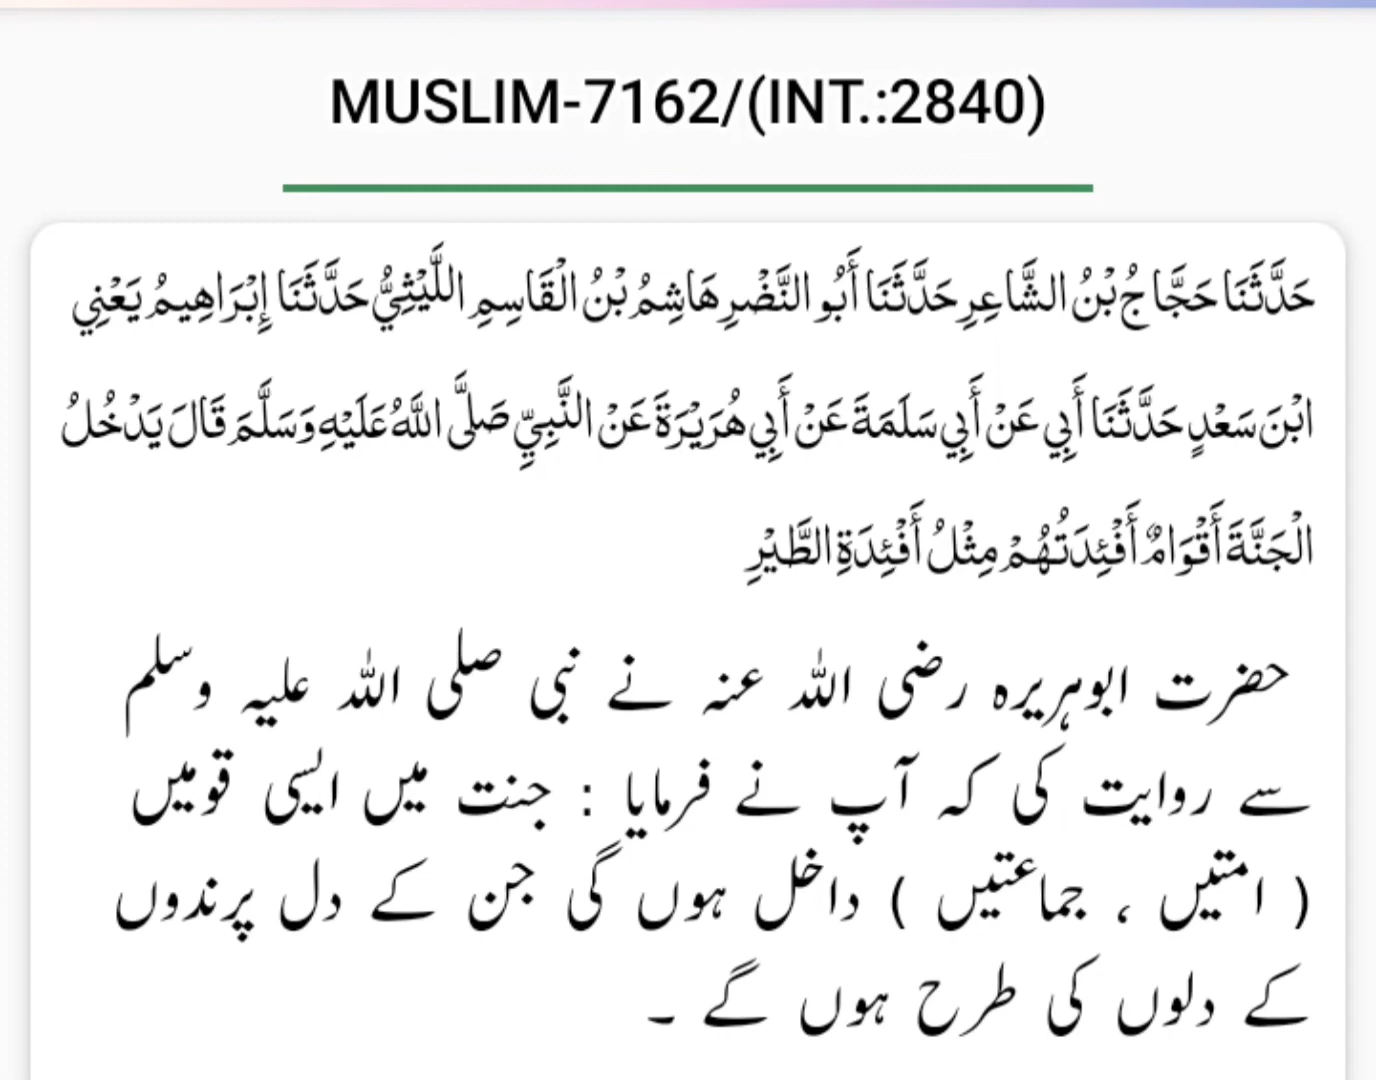 MUSLIM-7162/(INT.:2840)
حَدَّثَنَا حَجَّاجُ بْنُ الشَّاعِرِ حَدَّثَنَا أَبُو النَّضْرِ هَاشِمُ بْنُ الْقَاسِمِ اللَّيْثِيُّ حَدَّثَنَا إِبْرَاهِيمُ يَعْنِي
ابْنَ سَعْدٍ حَدَّثَنَا أَبِي عَنْ أَبِي سَلَمَةَ عَنْ أَبِي هُرَيْرَةَ عَنْ النَّبِيِّ صَلَّى اللَّهُ عَلَيْهِ وَسَلَّمَ قَالَ يَدْخُلُ
الْجَنَّةَ أَقْوَامٌ أَفْئِدَتُهُمْ مِثْلُ أَفْئِدَةِ الطَّيْرِ
حضرت ابوہریرہ رضی اللہ عنہ نے نبی صلی اللہ علیہ وسلم
سے روایت کی کہ آپ نے فرمایا : جنت میں ایسی قومیں
( امتیں ، جماعتیں ) داخل ہوں گی جن کے دل پرندوں
کے دلوں کی طرح ہوں گے ۔